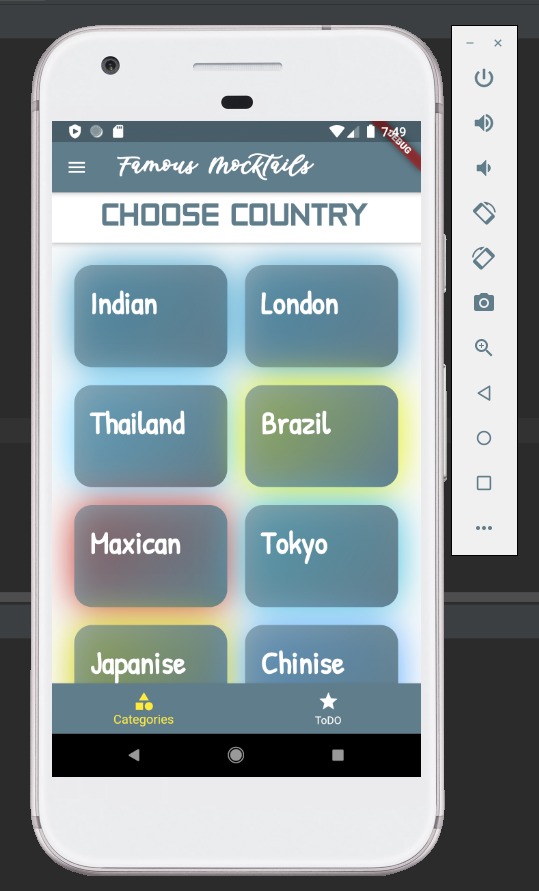 7:49
DEBUG
Famous Mocktails
CHOOSE COUNTRY
Indian
London
Thailand
Brazil
Maxican
Tokyo
Japanise
Chinise
Categories
ToDO